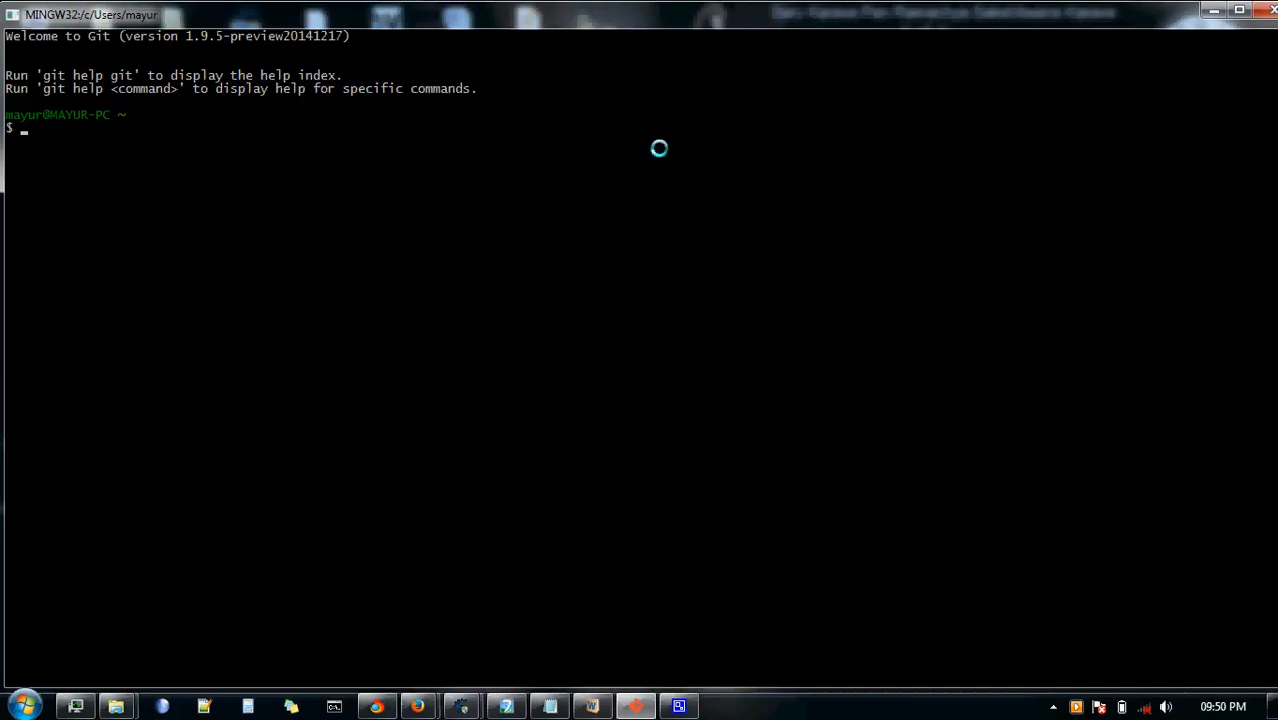 MINGW32:/c/Users/mayur
Welcome to Git (version 1.9.5-preview20141217)
Run 'git help git' to display the help index.
Run 'git help <command>' to display help for specific commands.
mayur@MAYUR-PC ~
$ _
09:50 PM